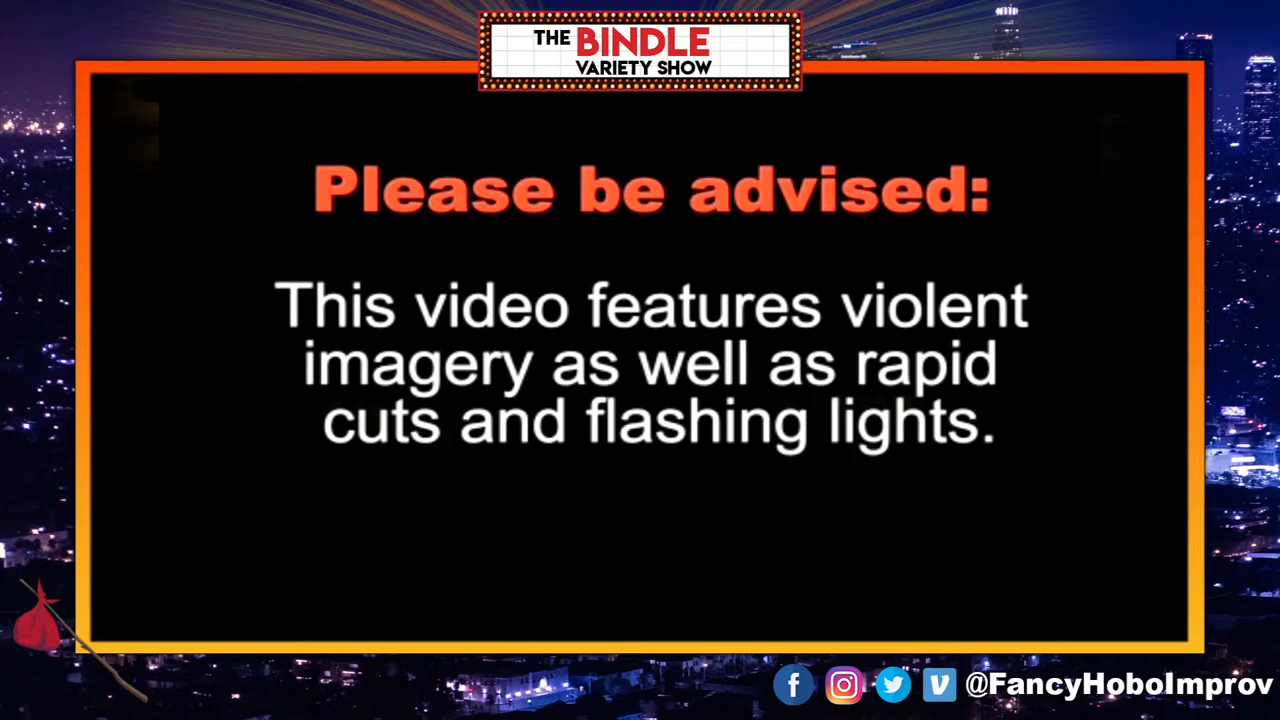 THE BINDLE
VARIETY SHOW
Please be advised:
This video features violent
imagery as well as rapid
cuts and flashing lights.
@FancyHoboImprov